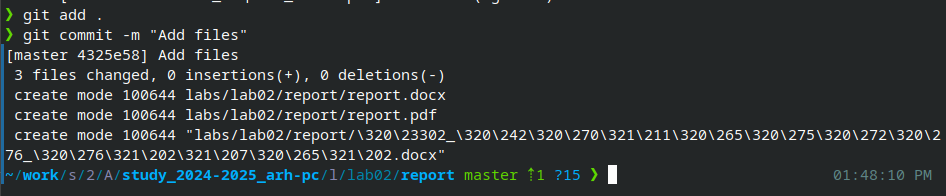 ❯ git add .
❯ git commit -m "Add files"
[master 4325e58] Add files
 3 files changed, 0 insertions(+), 0 deletions(-)
 create mode 100644 labs/lab02/report/report.docx
 create mode 100644 labs/lab02/report/report.pdf
 create mode 100644 "labs/lab02/report/\320\23302_\320\242\320\270\321\211\320\265\320\275\320\272\320\2
76_\320\276\321\202\321\207\320\265\321\202.docx"
~/work/s/2/A/study_2024-2025_arh-pc/l/lab02/report master ⇡1 ?15 ❯ 01:48:10 PM